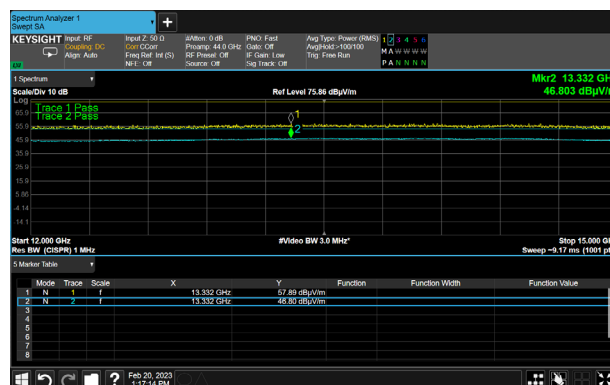 Spectrum Analyzer 1
Swept SA
+
KEYSIGHT Input: RF Input Z: 50 Ω #Atten: 0 dB PNO: Fast Avg Type: Power (RMS) 1 2 3 4 5 6
Coupling: DC Corr CCorr Preamp: 44.0 GHz Gate: Off Avg|Hold:>100/100 M A W W W W
Align: Auto Freq Ref: Int (S) RF Preset: Off IF Gain: Low Trig: Free Run
NFE: Off Source: Off Sig Track: Off P A N N N N
1 Spectrum
Mkr2 13.332 GH
Scale/Div 10 dB Ref Level 75.86 dBµV/m 46.803 dBµV/
Log
Trace 1 Pass
Trace 2 Pass
65.9
55.9
45.9
35.9
25.9
15.9
5.86
-4.14
-14.1
1
2
Start 12.000 GHz #Video BW 3.0 MHz* Stop 15.000 GH
Res BW (CISPR) 1 MHz Sweep ~9.17 ms (1001 pt
5 Marker Table
Mode Trace Scale X Y Function Function Width Function Value
1 N 1 f 13.332 GHz 57.89 dBµV/m
2 N 2 f 13.332 GHz 46.80 dBµV/m
3
4
5
6
7
8
? Feb 20, 2023
1:17:14 PM